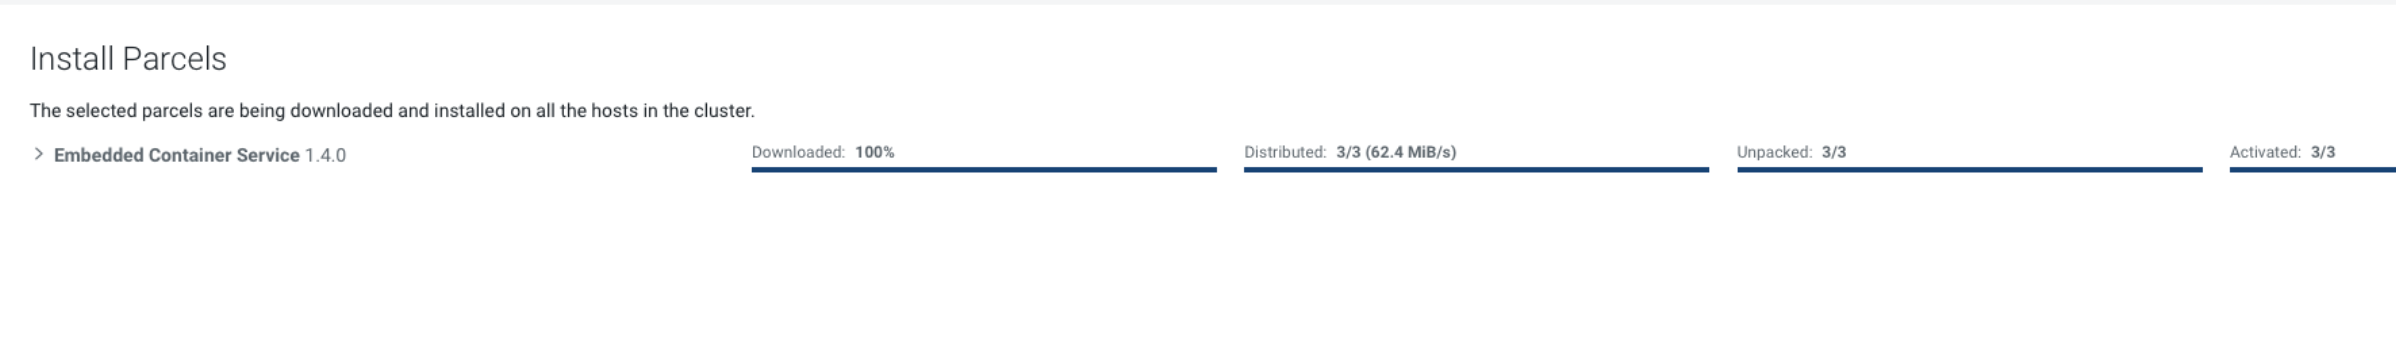 Install Parcels
The selected parcels are being downloaded and installed on all the hosts in the cluster.
Embedded Container Service 1.4.0 Downloaded: 100% Distributed: 3/3 (62.4 MiB/s) Unpacked: 3/3 Activated: 3/3